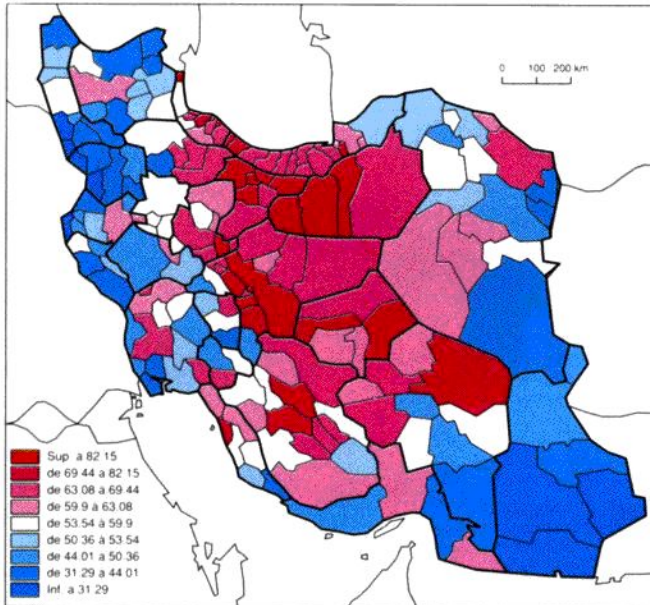 0 100 200 km
Sup. à 82.15
de 69.44 à 82.15
de 63.08 à 69.44
de 59.9 à 63.08
de 53.54 à 59.9
de 50.36 à 53.54
de 44.01 à 50.36
de 31.29 à 44.01
Inf. à 31.29